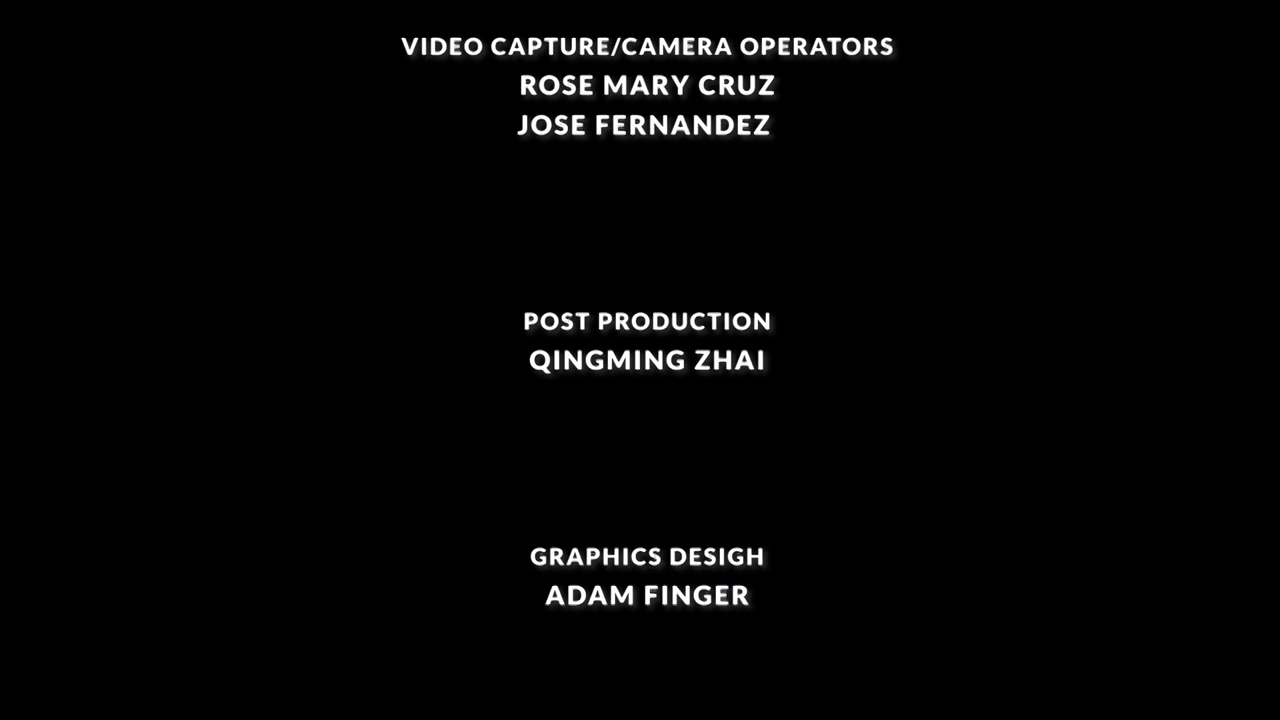 VIDEO CAPTURE/CAMERA OPERATORS
ROSE MARY CRUZ
JOSE FERNANDEZ
POST PRODUCTION
QINGMING ZHAI
GRAPHICS DESIGH
ADAM FINGER